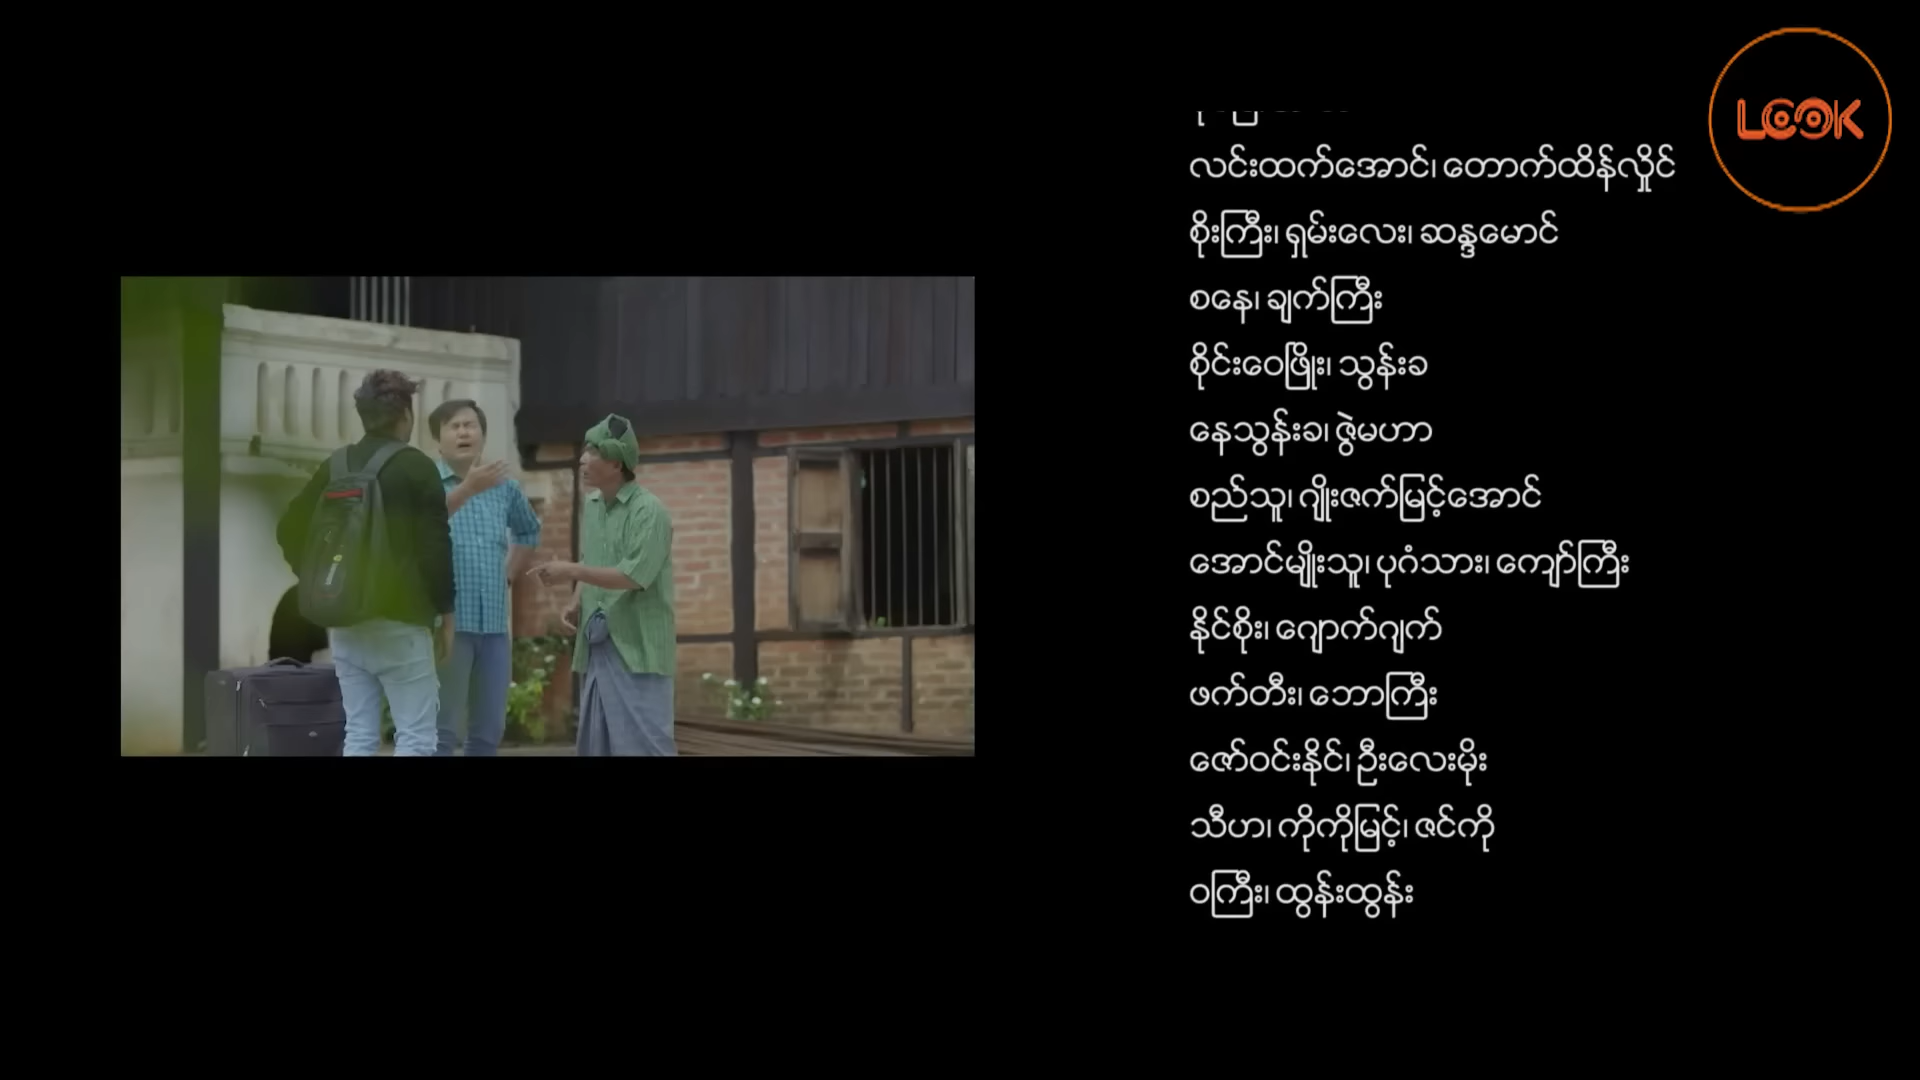 LOOK
လင်းထက်အောင်၊ တောက်ထိန်လှိုင်
စိုးကြီး၊ ရှမ်းလေး၊ ဆန္ဒမောင်
စနေ၊ ချက်ကြီး
စိုင်းဝေဖြိုး၊ သွန်းခ
နေသွန်းခ၊ ဇွဲမဟာ
စည်သူ၊ ဂျိုးဇက်မြင့်အောင်
အောင်မျိုးသူ၊ ပုဂံသား၊ ကျော်ကြီး
နိုင်စိုး၊ ဂျောက်ဂျက်
ဖက်တီး၊ ဘောကြီး
ဇော်ဝင်းနိုင်၊ ဦးလေးမိုး
သီဟ၊ ကိုကိုမြင့်၊ ဇင်ကို
ဝကြီး၊ ထွန်းထွန်း